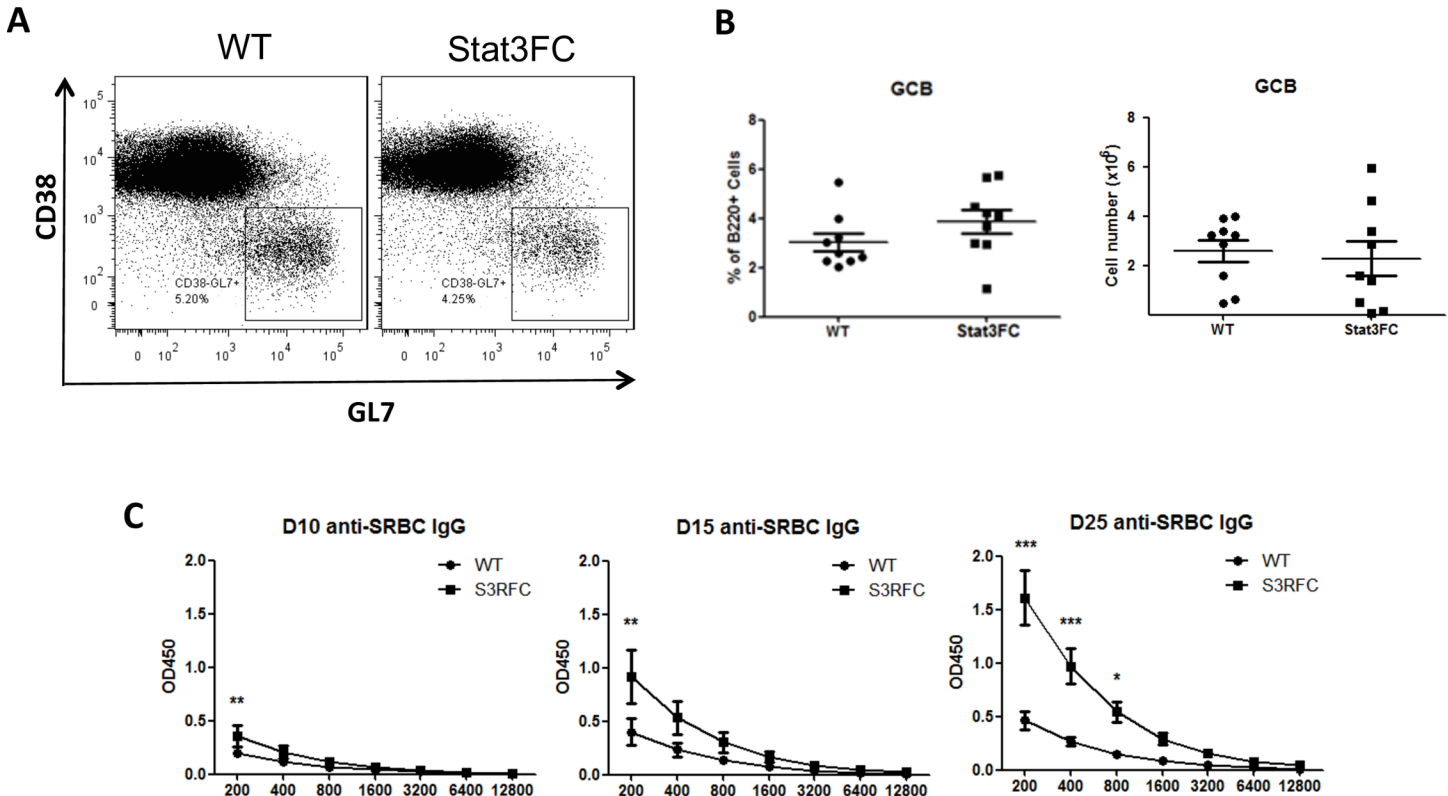 A
WT
Stat3FC
10^5
10^4
10^3
10^2
0
CD38
CD38-GL7+
5.20%
CD38-GL7+
4.25%
0 10^2 10^3 10^4 10^5
0 10^2 10^3 10^4 10^5
GL7
B
GCB
% of B220+ Cells
8
6
4
2
0
WT Stat3FC
GCB
Cell number (x10^6)
8
6
4
2
WT Stat3FC
C
D10 anti-SRBC IgG
OD450
2.0
1.5
1.0
0.5
0.0
WT
S3RFC
**
200 400 800 1600 3200 6400 12800
D15 anti-SRBC IgG
OD450
2.0
1.5
1.0
0.5
0.0
WT
S3RFC
**
200 400 800 1600 3200 6400 12800
D25 anti-SRBC IgG
OD450
2.0
1.5
1.0
0.5
0.0
WT
S3RFC
***
***
*
200 400 800 1600 3200 6400 12800